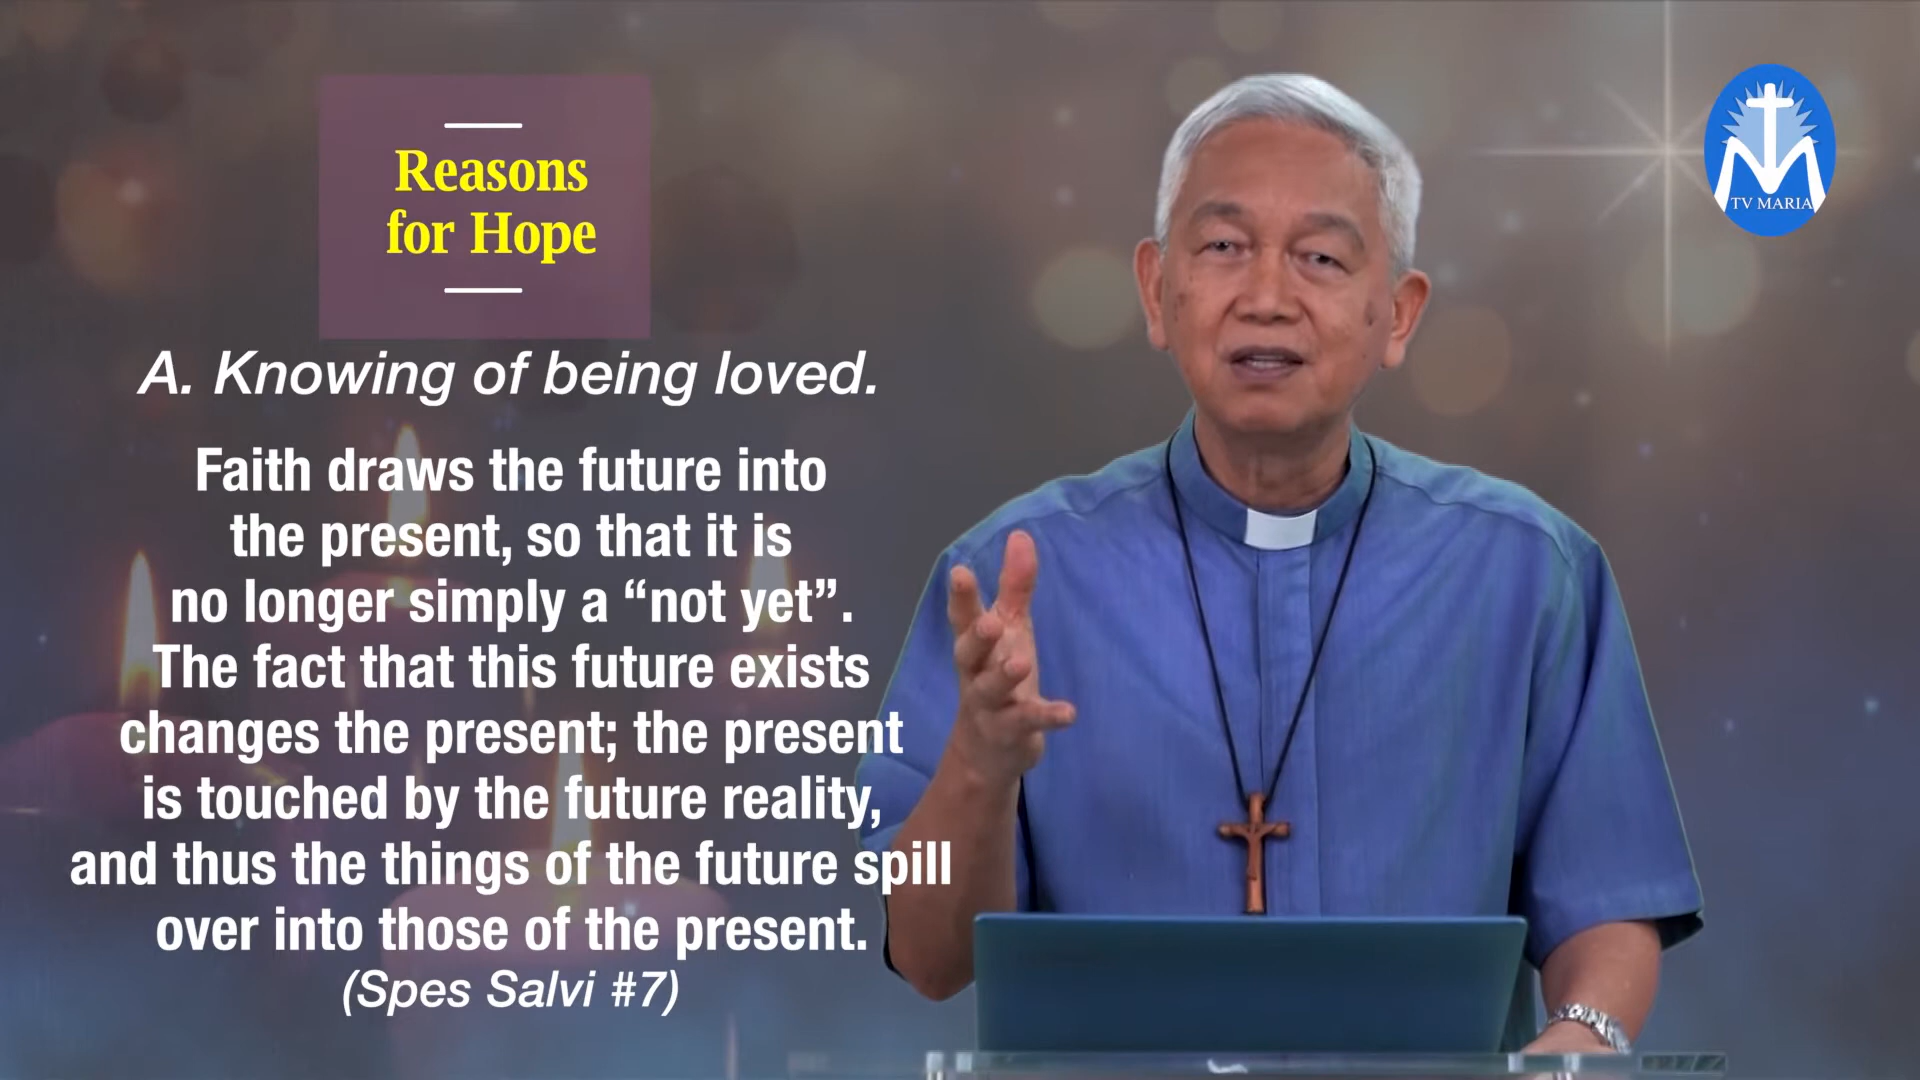 Reasons
for Hope
A. Knowing of being loved.
Faith draws the future into
the present, so that it is
no longer simply a “not yet”.
The fact that this future exists
changes the present; the present
is touched by the future reality,
and thus the things of the future spill
over into those of the present.
(Spes Salvi #7)
TV MARIA